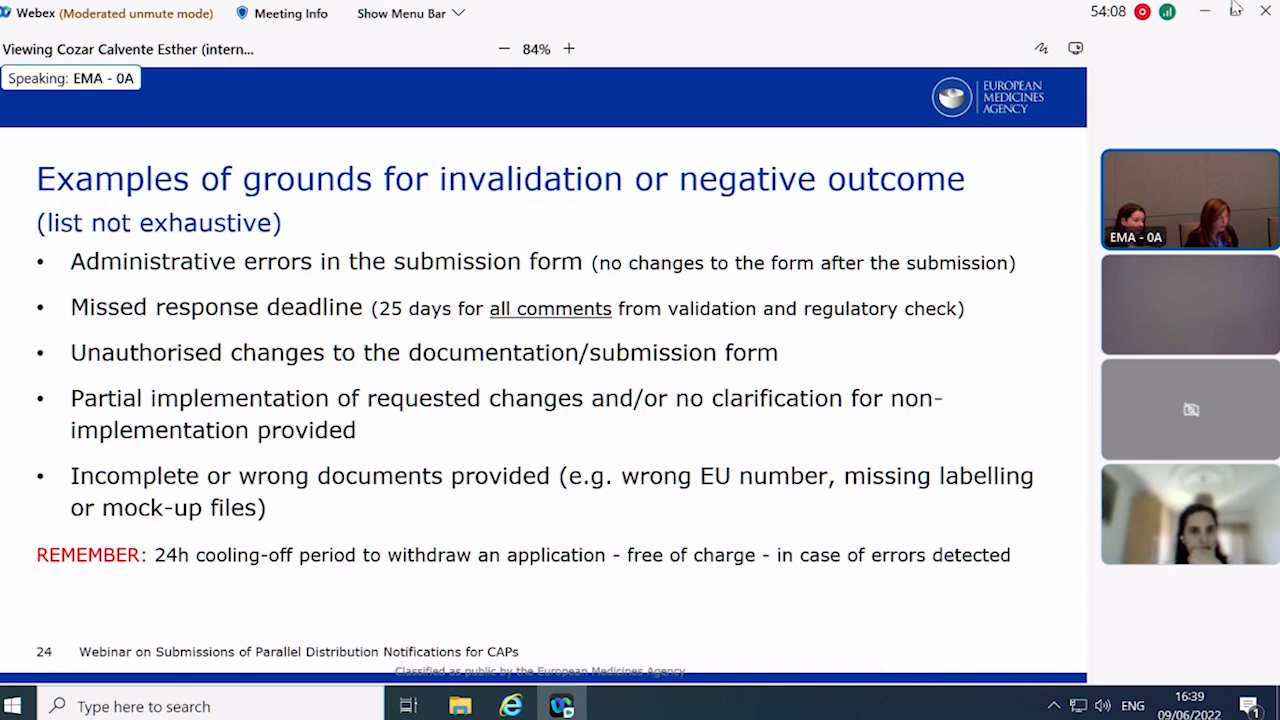 Webex (Moderated unmute mode) Meeting Info Show Menu Bar 54:08
Viewing Cozar Calvente Esther (intern... 84%
Speaking: EMA - 0A
EUROPEAN
MEDICINES
AGENCY
Examples of grounds for invalidation or negative outcome
(list not exhaustive)
• Administrative errors in the submission form (no changes to the form after the submission)
• Missed response deadline (25 days for all comments from validation and regulatory check)
• Unauthorised changes to the documentation/submission form
• Partial implementation of requested changes and/or no clarification for non-
implementation provided
• Incomplete or wrong documents provided (e.g. wrong EU number, missing labelling
or mock-up files)
REMEMBER: 24h cooling-off period to withdraw an application - free of charge - in case of errors detected
24 Webinar on Submissions of Parallel Distribution Notifications for CAPs
Classified as public by the European Medicines Agency
EMA - 0A
Type here to search
ENG
16:39
09/06/2022
1